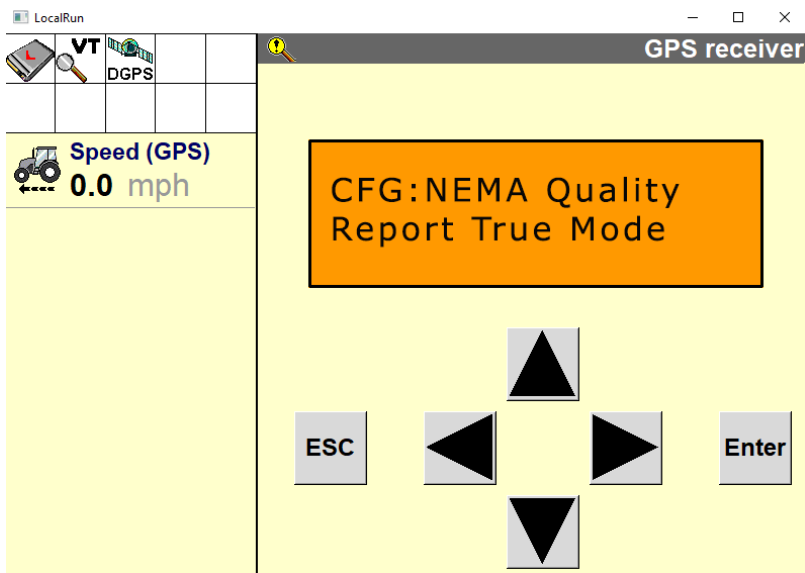 LocalRun
VT
DGPS
L
GPS receiver
Speed (GPS)
0.0 mph
CFG:NEMA Quality
Report True Mode
ESC
Enter